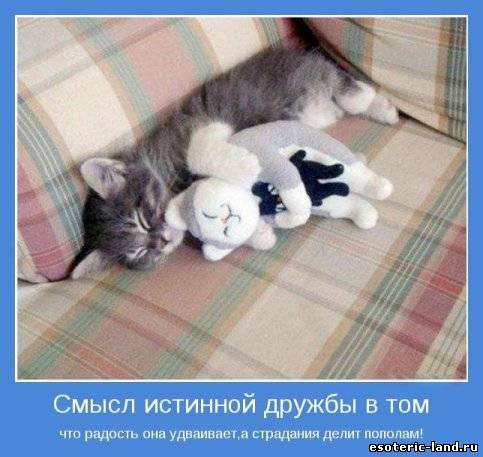 Смысл истинной дружбы в том
что радость она удваивает,а страдания делит пополам!
esoteric-land.ru